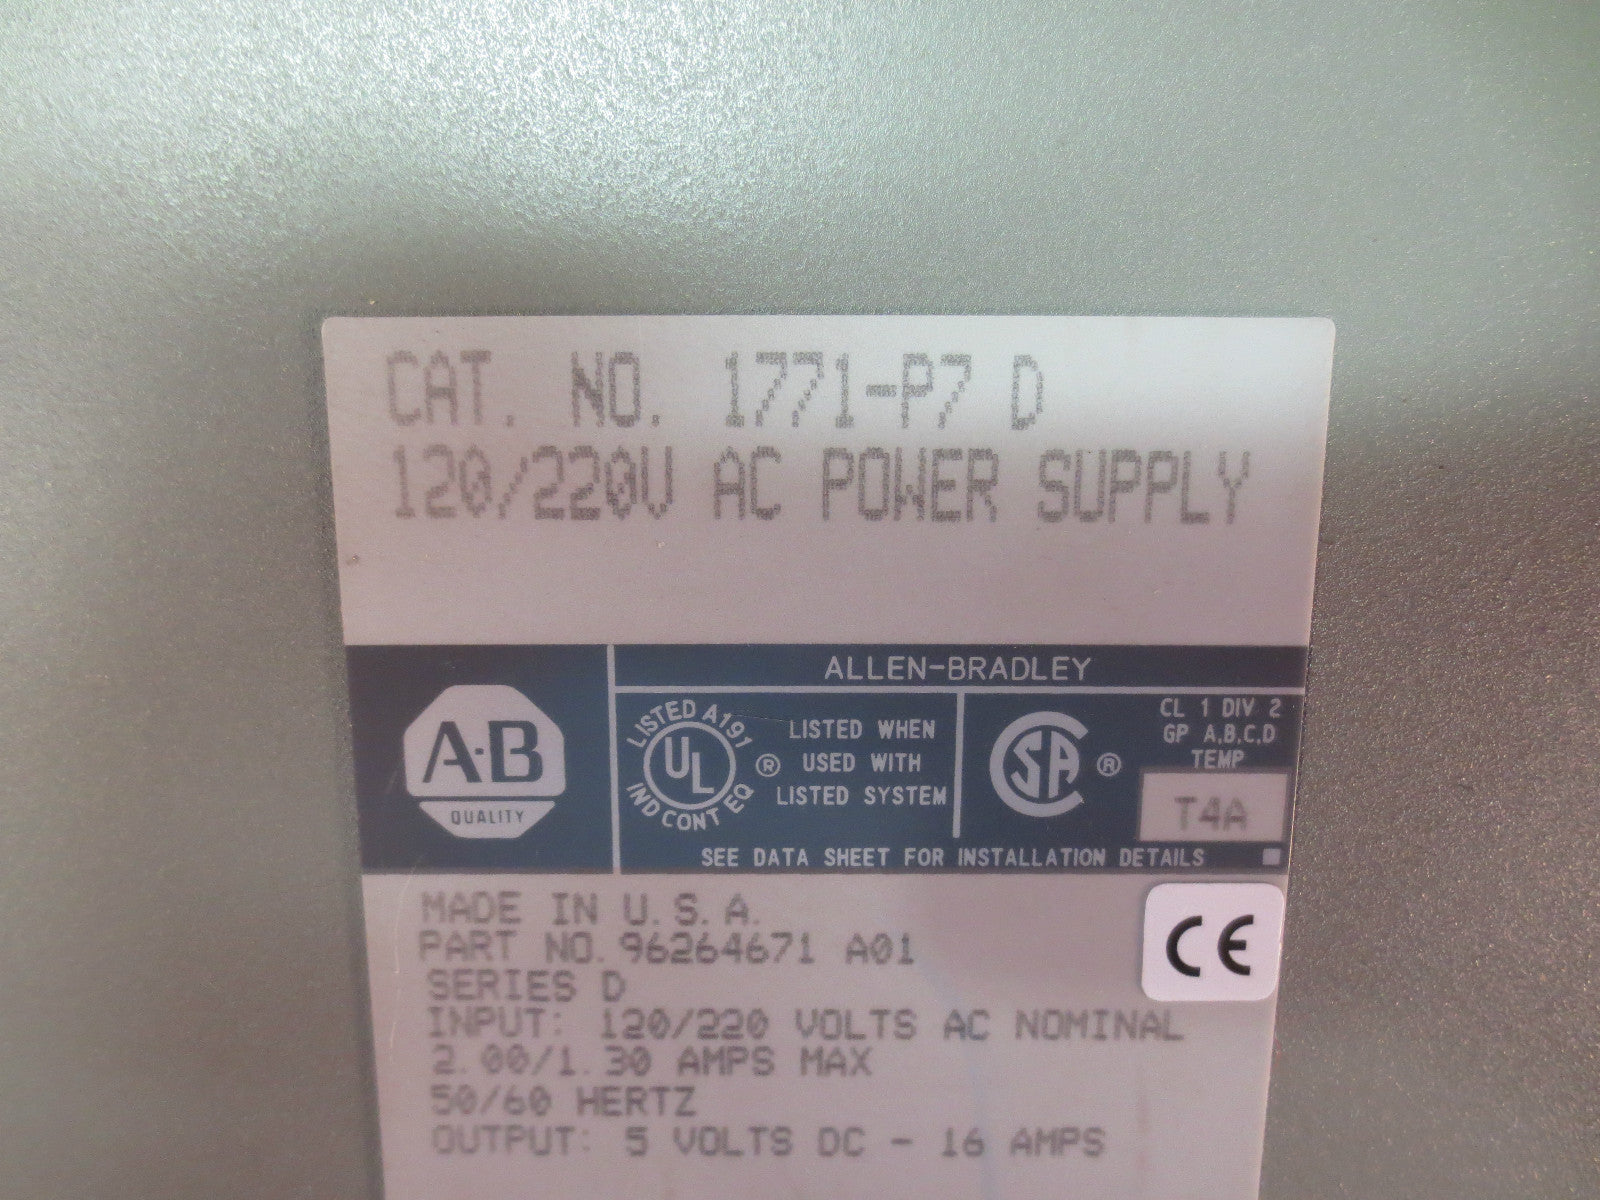 CAT. NO. 1771-P7 D
120/220V AC POWER SUPPLY
ALLEN-BRADLEY
A-B
QUALITY
LISTED A191
UL
IND CONT EQ
®
LISTED WHEN
USED WITH
LISTED SYSTEM
CSA
®
CL 1 DIV 2
GP A,B,C,D
TEMP
T4A
SEE DATA SHEET FOR INSTALLATION DETAILS
MADE IN U.S.A.
PART NO. 96264671 A01
CE
SERIES D
INPUT: 120/220 VOLTS AC NOMINAL
2.00/1.30 AMPS MAX
50/60 HERTZ
OUTPUT: 5 VOLTS DC - 16 AMPS